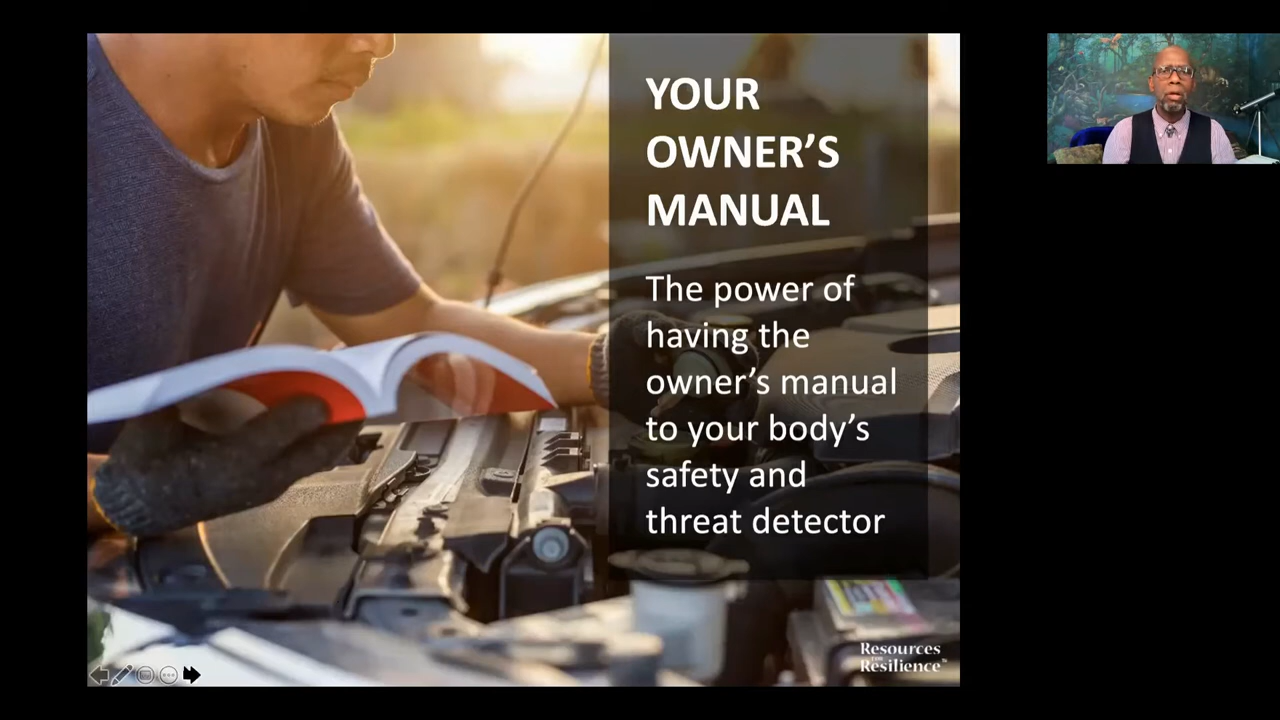 YOUR
OWNER'S
MANUAL
The power of
having the
owner's manual
to your body's
safety and
threat detector
Resources
FOR
Resilience